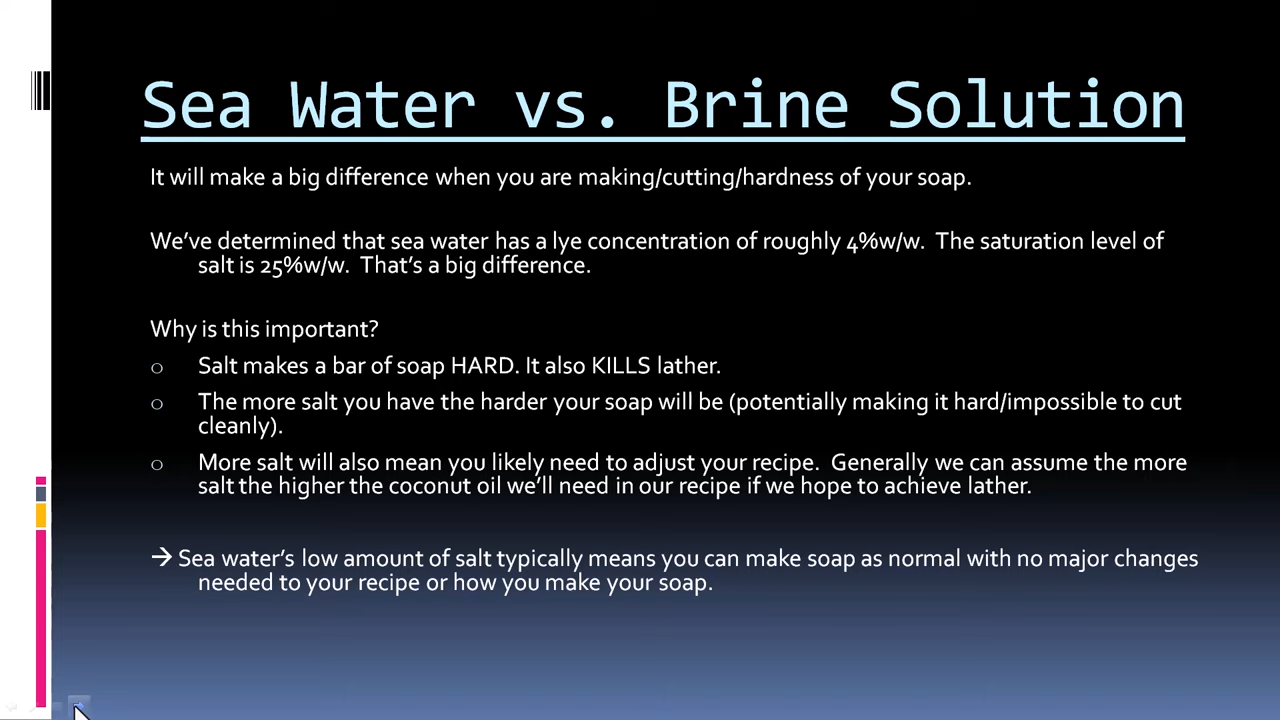 Sea Water vs. Brine Solution
It will make a big difference when you are making/cutting/hardness of your soap.
We've determined that sea water has a lye concentration of roughly 4%w/w.  The saturation level of
salt is 25%w/w.  That's a big difference.
Why is this important?
o Salt makes a bar of soap HARD. It also KILLS lather.
o The more salt you have the harder your soap will be (potentially making it hard/impossible to cut
cleanly).
o More salt will also mean you likely need to adjust your recipe.  Generally we can assume the more
salt the higher the coconut oil we'll need in our recipe if we hope to achieve lather.
→ Sea water's low amount of salt typically means you can make soap as normal with no major changes
needed to your recipe or how you make your soap.